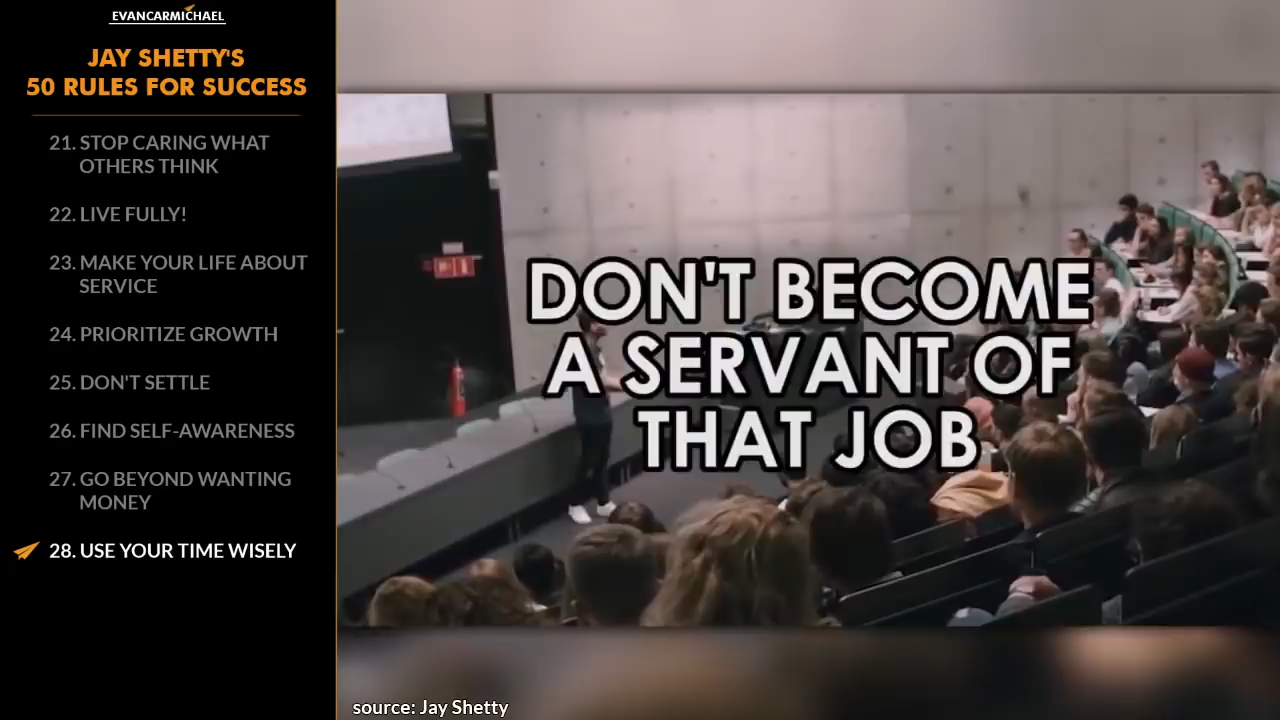 EVANCARMICHAEL
JAY SHETTY'S
50 RULES FOR SUCCESS
21. STOP CARING WHAT
OTHERS THINK
22. LIVE FULLY!
23. MAKE YOUR LIFE ABOUT
SERVICE
24. PRIORITIZE GROWTH
25. DON'T SETTLE
26. FIND SELF-AWARENESS
27. GO BEYOND WANTING
MONEY
28. USE YOUR TIME WISELY
DON'T BECOME
A SERVANT OF
THAT JOB
source: Jay Shetty